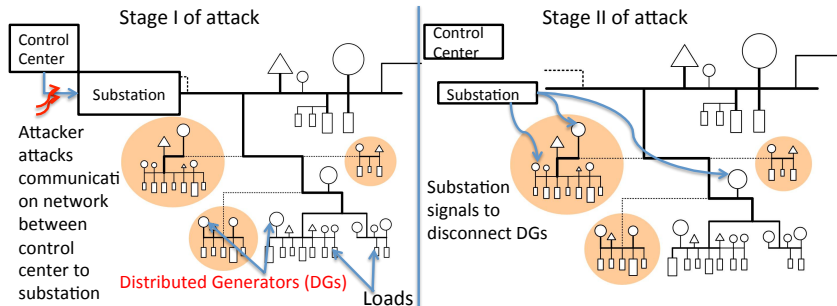 Stage I of attack
Control
Center
Substation
Attacker
attacks
communicati
on network
between
control
center to
substation
Distributed Generators (DGs)
Loads
Stage II of attack
Control
Center
Substation
Substation
signals to
disconnect DGs